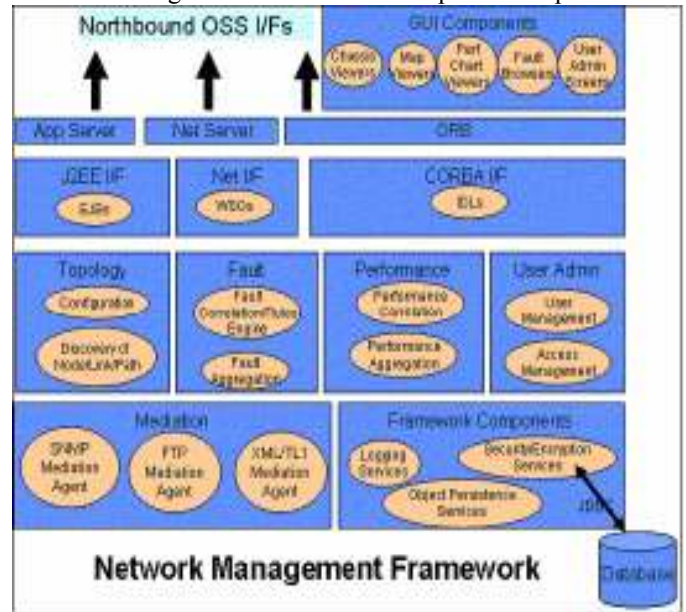 Northbound OSS I/Fs
GUI Components
Chassis
Viewers
Map
Viewers
Chart
Viewers
Fault
Browsers
User
Admin
Screens
App Server
Net Server
ORB
J2EE I/F
EJBs
Net I/F
CORBA I/F
IDLs
Topology
Configuration
Discovery of
Node/Link/Path
Fault
Fault
Correlation/Rules
Engine
Fault
Aggregation
Performance
Performance
Correlation
Performance
Aggregation
User Admin
User
Management
Access
Management
Mediation
SNMP
Mediation
Agent
FTP
Mediation
Agent
XML/TL1
Mediation
Agent
Framework Components
Logging
Services
Security/Encryption
Services
Object Persistence
Services
JDBC
Database
Network Management Framework